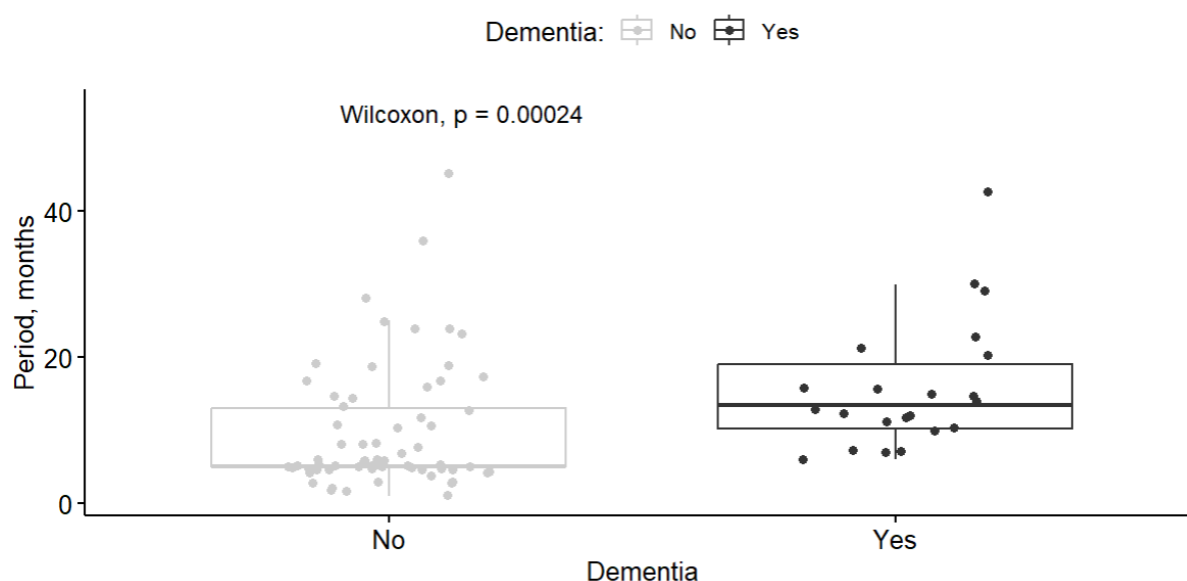 Dementia: No Yes
Wilcoxon, p = 0.00024
Period, months
40
20
0
No Yes
Dementia